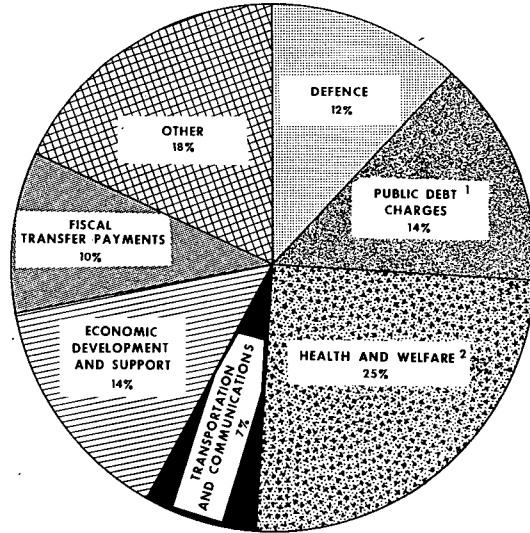 DEFENCE
12%
PUBLIC DEBT 1
CHARGES
14%
HEALTH AND WELFARE 2
25%
TRANSPORTATION
AND COMMUNICATIONS
7%
ECONOMIC
DEVELOPMENT
AND SUPPORT
14%
FISCAL
TRANSFER PAYMENTS
10%
OTHER
18%